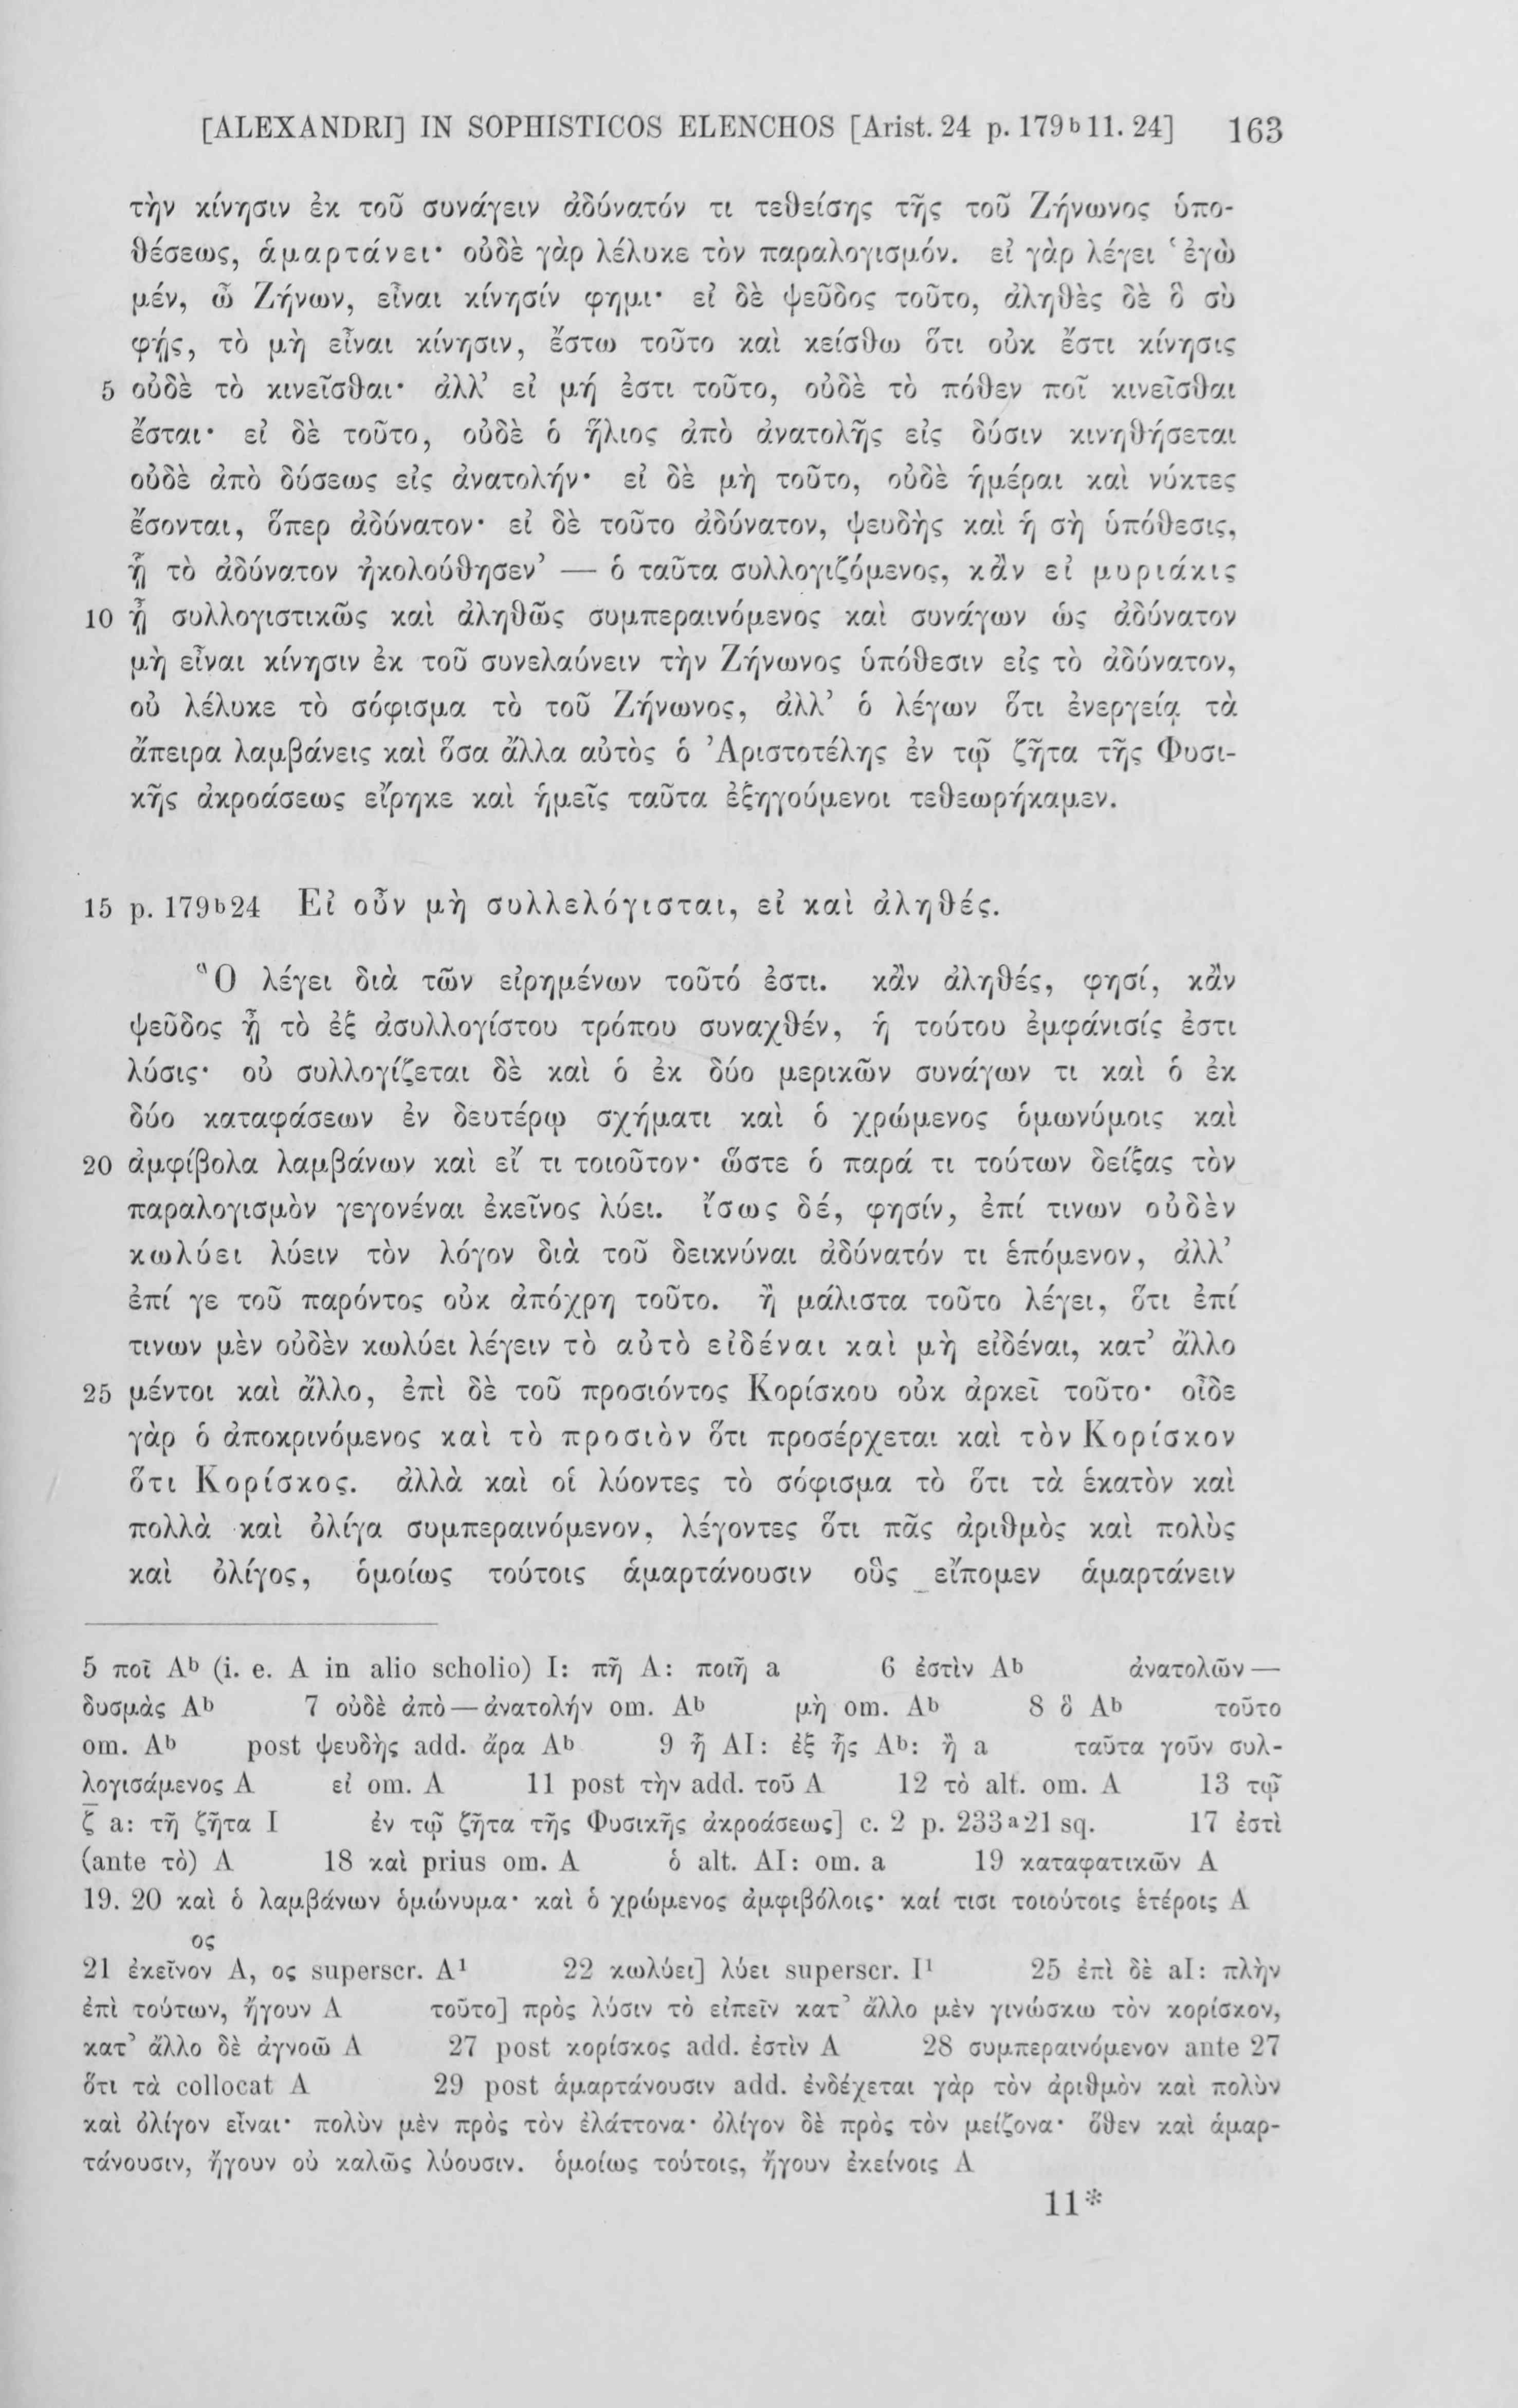 [ALEXANDRI] IN SOPHISTICOS ELENCHOS [Arist. 24 p. 179ᵇ11. 24] 163
τὴν κίνησιν ἐκ τοῦ συνάγειν ἀδύνατόν τι τεθείσης τῆς τοῦ Ζήνωνος ὑπο-
θέσεως, ἁμαρτάνει· οὐδὲ γὰρ λέλυκε τὸν παραλογισμόν. εἰ γὰρ λέγει ‘ἐγὼ
μέν, ὦ Ζήνων, εἶναι κίνησίν φημι· εἰ δὲ ψεῦδος τοῦτο, ἀληθὲς δὲ ὃ σὺ
φῄς, τὸ μὴ εἶναι κίνησιν, ἔστω τοῦτο καὶ κείσθω ὅτι οὐκ ἔστι κίνησις
5 οὐδὲ τὸ κινεῖσθαι· ἀλλ’ εἰ μή ἐστι τοῦτο, οὐδὲ τὸ πόθεν ποῖ κινεῖσθαι
ἔσται· εἰ δὲ τοῦτο, οὐδὲ ὁ ἥλιος ἀπὸ ἀνατολῆς εἰς δύσιν κινηθήσεται
οὐδὲ ἀπὸ δύσεως εἰς ἀνατολήν· εἰ δὲ μὴ τοῦτο, οὐδὲ ἡμέραι καὶ νύκτες
ἔσονται, ὅπερ ἀδύνατον· εἰ δὲ τοῦτο ἀδύνατον, ψευδὴς καὶ ἡ σὴ ὑπόθεσις,
ᾗ τὸ ἀδύνατον ἠκολούθησεν’ — ὁ ταῦτα συλλογιζόμενος, κἂν εἰ μυριάκις
10 ᾖ συλλογιστικῶς καὶ ἀληθῶς συμπεραινόμενος καὶ συνάγων ὡς ἀδύνατον
μὴ εἶναι κίνησιν ἐκ τοῦ συνελαύνειν τὴν Ζήνωνος ὑπόθεσιν εἰς τὸ ἀδύνατον,
οὐ λέλυκε τὸ σόφισμα τὸ τοῦ Ζήνωνος, ἀλλ’ ὁ λέγων ὅτι ἐνεργείᾳ τὰ
ἄπειρα λαμβάνεις καὶ ὅσα ἄλλα αὐτὸς ὁ Ἀριστοτέλης ἐν τῷ ζῆτα τῆς Φυσι-
κῆς ἀκροάσεως εἴρηκε καὶ ἡμεῖς ταῦτα ἐξηγούμενοι τεθεωρήκαμεν.
15 p. 179ᵇ24 Εἰ οὖν μὴ συλλελόγισται, εἰ καὶ ἀληθές.
Ὃ λέγει διὰ τῶν εἰρημένων τοῦτό ἐστι. κἂν ἀληθές, φησί, κἂν
ψεῦδος ᾖ τὸ ἐξ ἀσυλλογίστου τρόπου συναχθέν, ἡ τούτου ἐμφάνισίς ἐστι
λύσις· οὐ συλλογίζεται δὲ καὶ ὁ ἐκ δύο μερικῶν συνάγων τι καὶ ὁ ἐκ
δύο καταφάσεων ἐν δευτέρῳ σχήματι καὶ ὁ χρώμενος ὁμωνύμοις καὶ
20 ἀμφίβολα λαμβάνων καὶ εἴ τι τοιοῦτον· ὥστε ὁ παρά τι τούτων δείξας τὸν
παραλογισμὸν γεγονέναι ἐκεῖνος λύει. ἴσως δέ, φησίν, ἐπί τινων οὐδὲν
κωλύει λύειν τὸν λόγον διὰ τοῦ δεικνύναι ἀδύνατόν τι ἑπόμενον, ἀλλ’
ἐπί γε τοῦ παρόντος οὐκ ἀπόχρη τοῦτο. ἢ μάλιστα τοῦτο λέγει, ὅτι ἐπί
τινων μὲν οὐδὲν κωλύει λέγειν τὸ αὐτὸ εἰδέναι καὶ μὴ εἰδέναι, κατ’ ἄλλο
25 μέντοι καὶ ἄλλο, ἐπὶ δὲ τοῦ προσιόντος Κορίσκου οὐκ ἀρκεῖ τοῦτο· οἶδε
γὰρ ὁ ἀποκρινόμενος καὶ τὸ προσιὸν ὅτι προσέρχεται καὶ τὸν Κορίσκον
ὅτι Κορίσκος. ἀλλὰ καὶ οἱ λύοντες τὸ σόφισμα τὸ ὅτι τὰ ἑκατὸν καὶ
πολλὰ καὶ ὀλίγα συμπεραινόμενον, λέγοντες ὅτι πᾶς ἀριθμὸς καὶ πολὺς
καὶ ὀλίγος, ὁμοίως τούτοις ἁμαρτάνουσιν οὓς εἴπομεν ἁμαρτάνειν
5 ποῖ Aᵇ (i. e. A in alio scholio) I: πῆ A: ποιῆ a 6 ἐστὶν Aᵇ ἀνατολῶν —
δυσμὰς Aᵇ 7 οὐδὲ ἀπὸ — ἀνατολήν om. Aᵇ μὴ om. Aᵇ 8 ὃ Aᵇ τοῦτο
om. Aᵇ post ψευδὴς add. ἄρα Aᵇ 9 ᾗ AI: ἐξ ἧς Aᵇ: ἢ a ταῦτα γοῦν συλ-
λογισάμενος A εἰ om. A 11 post τὴν add. τοῦ A 12 τὸ alt. om. A 13 τῷ
ζ̄ a: τῆ ζῆτα I ἐν τῷ ζῆτα τῆς Φυσικῆς ἀκροάσεως] c. 2 p. 233ᵃ21 sq. 17 ἐστὶ
(ante τὸ) A 18 καὶ prius om. A ὁ alt. AI: om. a 19 καταφατικῶν A
19. 20 καὶ ὁ λαμβάνων ὁμώνυμα· καὶ ὁ χρώμενος ἀμφιβόλοις· καί τισι τοιούτοις ἑτέροις A
ος
21 ἐκεῖνον A, ος superscr. A¹ 22 κωλύει] λύει superscr. I¹ 25 ἐπὶ δὲ aI: πλὴν
ἐπὶ τούτων, ἤγουν A τοῦτο] πρὸς λύσιν τὸ εἰπεῖν κατ’ ἄλλο μὲν γινώσκω τὸν κορίσκον,
κατ’ ἄλλο δὲ ἀγνοῶ A 27 post κορίσκος add. ἐστὶν A 28 συμπεραινόμενον ante 27
ὅτι τὰ collocat A 29 post ἁμαρτάνουσιν add. ἐνδέχεται γὰρ τὸν ἀριθμὸν καὶ πολὺν
καὶ ὀλίγον εἶναι· πολὺν μὲν πρὸς τὸν ἐλάττονα· ὀλίγον δὲ πρὸς τὸν μείζονα· ὅθεν καὶ ἁμαρ-
τάνουσιν, ἤγουν οὐ καλῶς λύουσιν. ὁμοίως τούτοις, ἤγουν ἐκείνοις A
11*